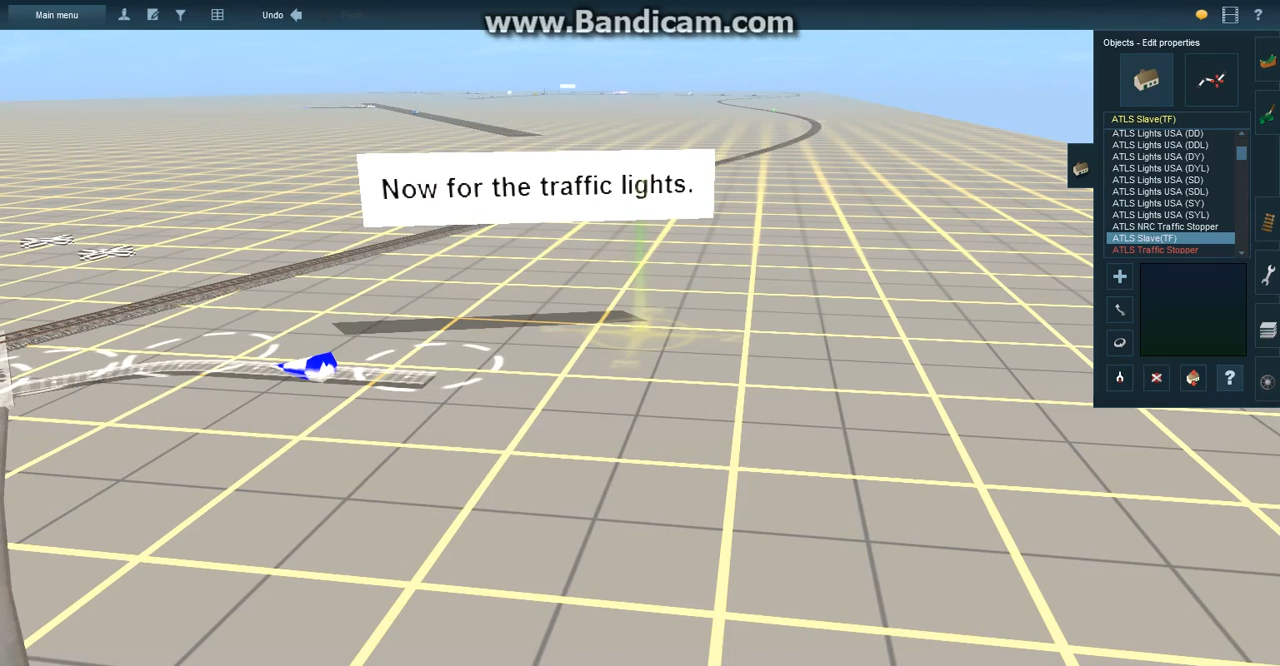 Main menu
Undo
www.Bandicam.com
?
Objects - Edit properties
ATLS Slave(TF)
ATLS Lights USA (DD)
ATLS Lights USA (DDL)
ATLS Lights USA (DY)
ATLS Lights USA (DYL)
ATLS Lights USA (SD)
ATLS Lights USA (SDL)
ATLS Lights USA (SY)
ATLS Lights USA (SYL)
ATLS NRC Traffic Stopper
ATLS Slave(TF)
ATLS Traffic Stopper
?
Now for the traffic lights.